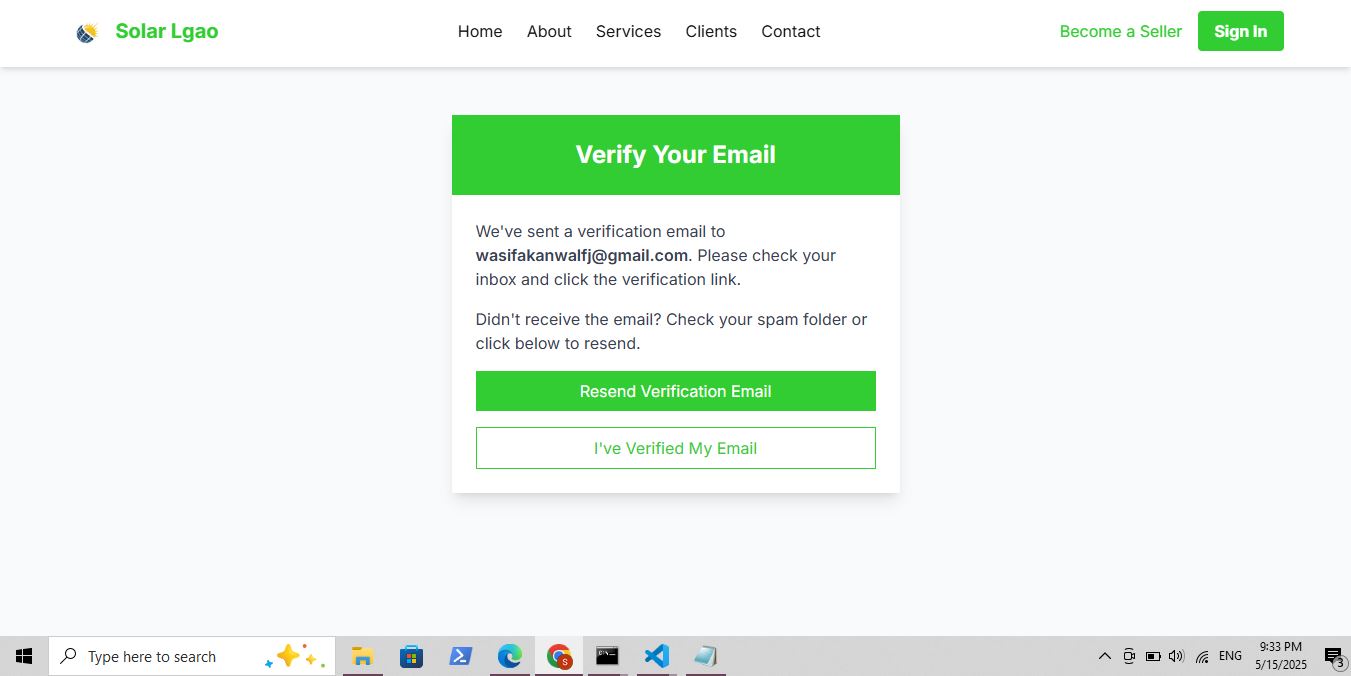 Solar Lgao
Home
About
Services
Clients
Contact
Become a Seller
Sign In
Verify Your Email
We've sent a verification email to
wasifakanwalfj@gmail.com. Please check your
inbox and click the verification link.
Didn't receive the email? Check your spam folder or
click below to resend.
Resend Verification Email
I've Verified My Email
Type here to search
S
ENG
9:33 PM
5/15/2025
3